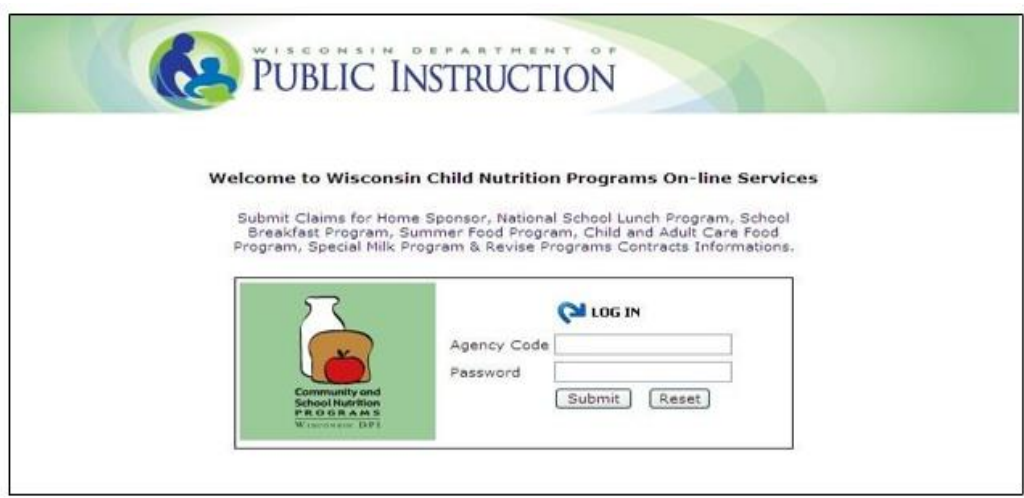 WISCONSIN DEPARTMENT OF
PUBLIC INSTRUCTION
Welcome to Wisconsin Child Nutrition Programs On-line Services
Submit Claims for Home Sponsor, National School Lunch Program, School
Breakfast Program, Summer Food Program, Child and Adult Care Food
Program, Special Milk Program & Revise Programs Contracts Informations.
LOG IN
Agency Code
Password
Submit Reset
Community and
School Nutrition
PROGRAMS
WISCONSIN DPI